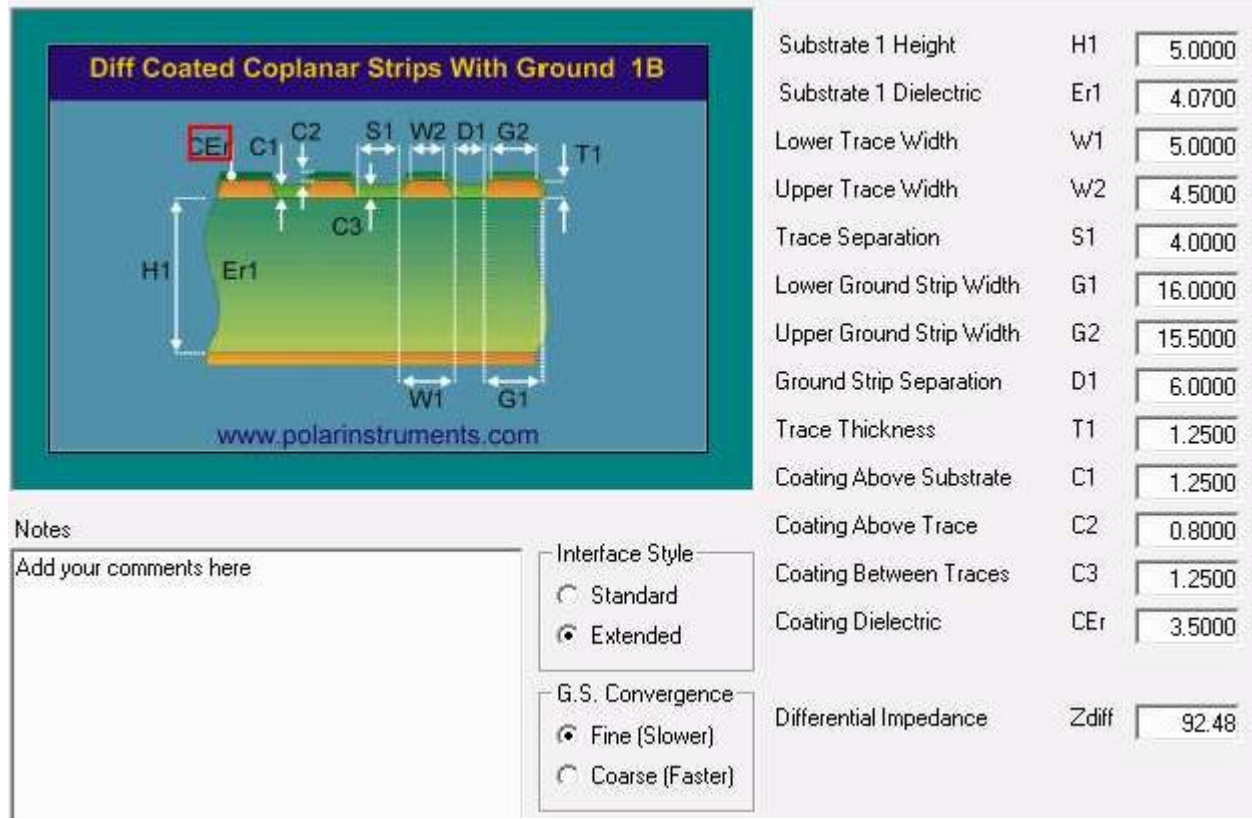 Diff Coated Coplanar Strips With Ground 1B
CEr C1 C2 S1 W2 D1 G2 T1
C3
H1 Er1
W1 G1
www.polarinstruments.com
Substrate 1 Height H1 5.0000
Substrate 1 Dielectric Er1 4.0700
Lower Trace Width W1 5.0000
Upper Trace Width W2 4.5000
Trace Separation S1 4.0000
Lower Ground Strip Width G1 16.0000
Upper Ground Strip Width G2 15.5000
Ground Strip Separation D1 6.0000
Trace Thickness T1 1.2500
Coating Above Substrate C1 1.2500
Coating Above Trace C2 0.8000
Coating Between Traces C3 1.2500
Coating Dielectric CEr 3.5000
Differential Impedance Zdiff 92.48
Notes
Add your comments here
Interface Style
Standard
Extended
G.S. Convergence
Fine (Slower)
Coarse (Faster)